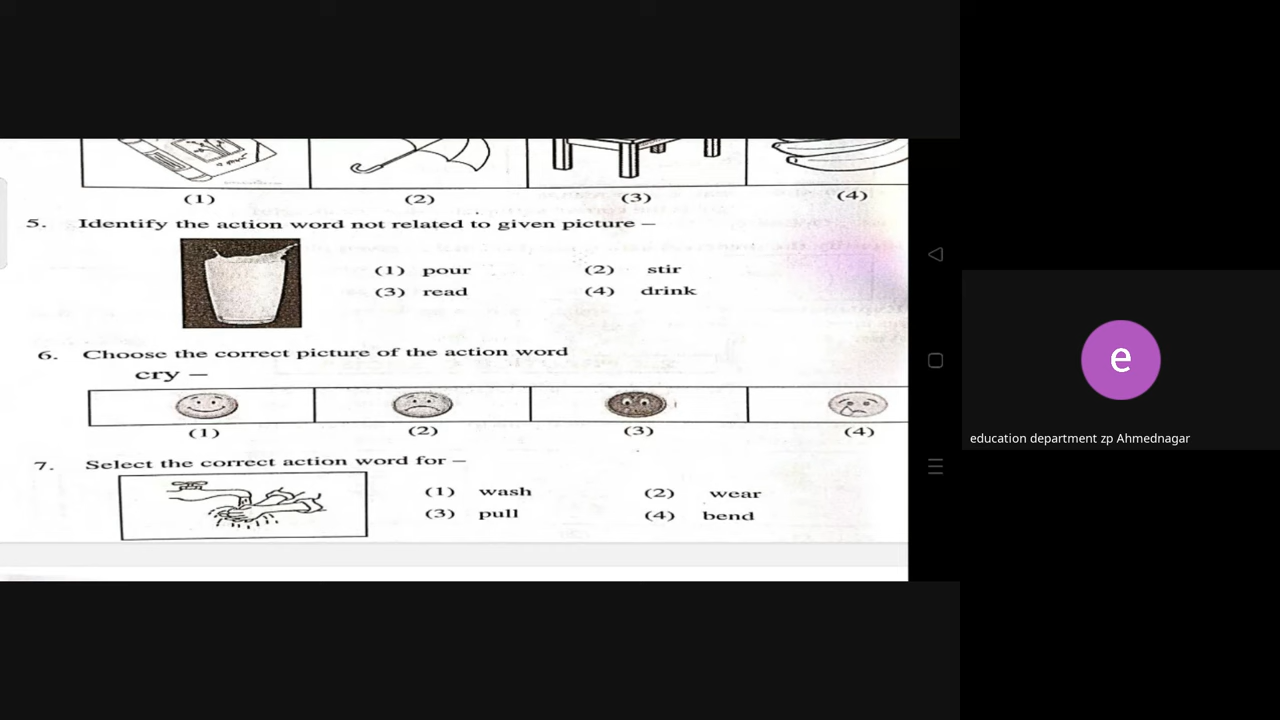 (1) (2) (3) (4)
5. Identify the action word not related to given picture –
(1) pour (2) stir
(3) read (4) drink
6. Choose the correct picture of the action word
cry –
(1) (2) (3) (4)
7. Select the correct action word for –
(1) wash (2) wear
(3) pull (4) bend
e
education department zp Ahmednagar